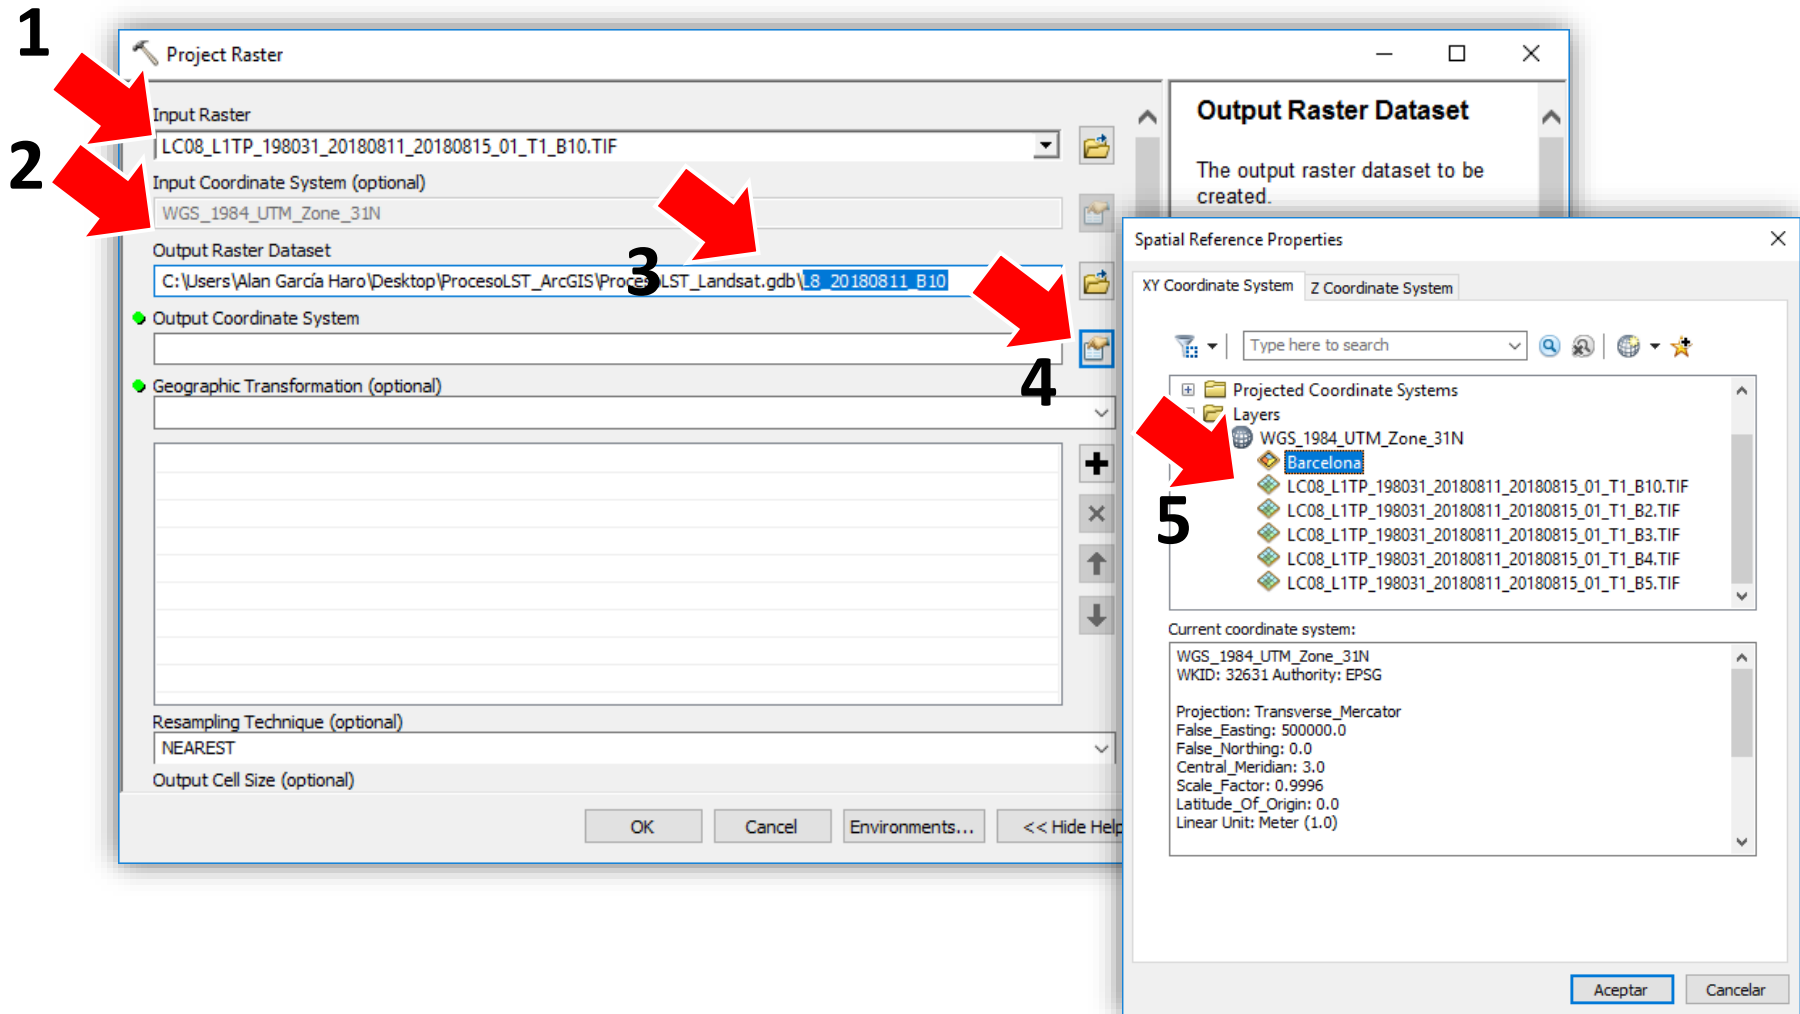 1
Project Raster
Input Raster
LC08_L1TP_198031_20180811_20180815_01_T1_B10.TIF
2
Input Coordinate System (optional)
WGS_1984_UTM_Zone_31N
Output Raster Dataset
3
C:\Users\Alan García Haro\Desktop\ProcesoLST_ArcGIS\ProcesoLST_Landsat.gdb\L8_20180811_B10
Output Coordinate System
4
Geographic Transformation (optional)
Resampling Technique (optional)
NEAREST
Output Cell Size (optional)
OK
Cancel
Environments...
<< Hide Help
Output Raster Dataset
The output raster dataset to be
created.
Spatial Reference Properties
XY Coordinate System
Z Coordinate System
Type here to search
Projected Coordinate Systems
Layers
WGS_1984_UTM_Zone_31N
Barcelona
5
LC08_L1TP_198031_20180811_20180815_01_T1_B10.TIF
LC08_L1TP_198031_20180811_20180815_01_T1_B2.TIF
LC08_L1TP_198031_20180811_20180815_01_T1_B3.TIF
LC08_L1TP_198031_20180811_20180815_01_T1_B4.TIF
LC08_L1TP_198031_20180811_20180815_01_T1_B5.TIF
Current coordinate system:
WGS_1984_UTM_Zone_31N
WKID: 32631 Authority: EPSG
Projection: Transverse_Mercator
False_Easting: 500000.0
False_Northing: 0.0
Central_Meridian: 3.0
Scale_Factor: 0.9996
Latitude_Of_Origin: 0.0
Linear Unit: Meter (1.0)
Aceptar
Cancelar